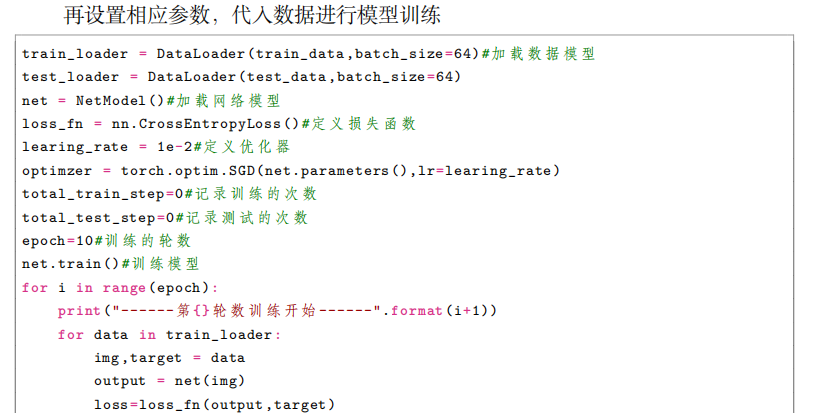 再设置相应参数，代入数据进行模型训练
train_loader = DataLoader(train_data,batch_size=64)#加载数据模型
test_loader = DataLoader(test_data,batch_size=64)
net = NetModel()#加载网络模型
loss_fn = nn.CrossEntropyLoss()#定义损失函数
learing_rate = 1e-2#定义优化器
optimzer = torch.optim.SGD(net.parameters(),lr=learing_rate)
total_train_step=0#记录训练的次数
total_test_step=0#记录测试的次数
epoch=10#训练的轮数
net.train()#训练模型
for i in range(epoch):
    print("------第{}轮数训练开始------".format(i+1))
    for data in train_loader:
        img,target = data
        output = net(img)
        loss=loss_fn(output,target)